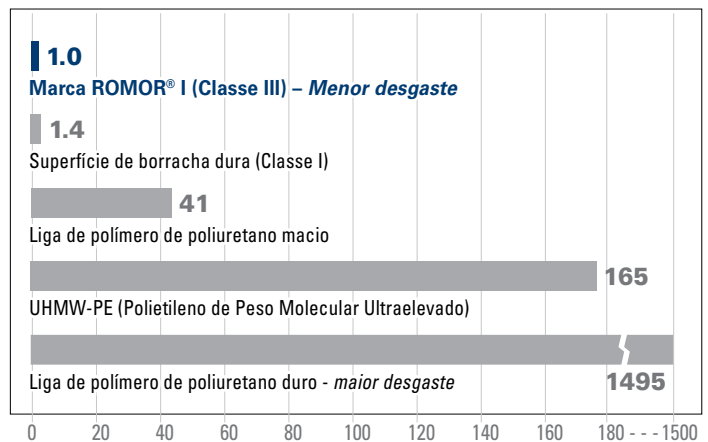 1.0
Marca ROMOR® I (Classe III) – Menor desgaste
1.4
Superfície de borracha dura (Classe I)
41
Liga de polímero de poliuretano macio
165
UHMW-PE (Polietileno de Peso Molecular Ultraelevado)
1495
Liga de polímero de poliuretano duro - maior desgaste
0 20 40 60 80 100 120 140 160 180 - - - 1500